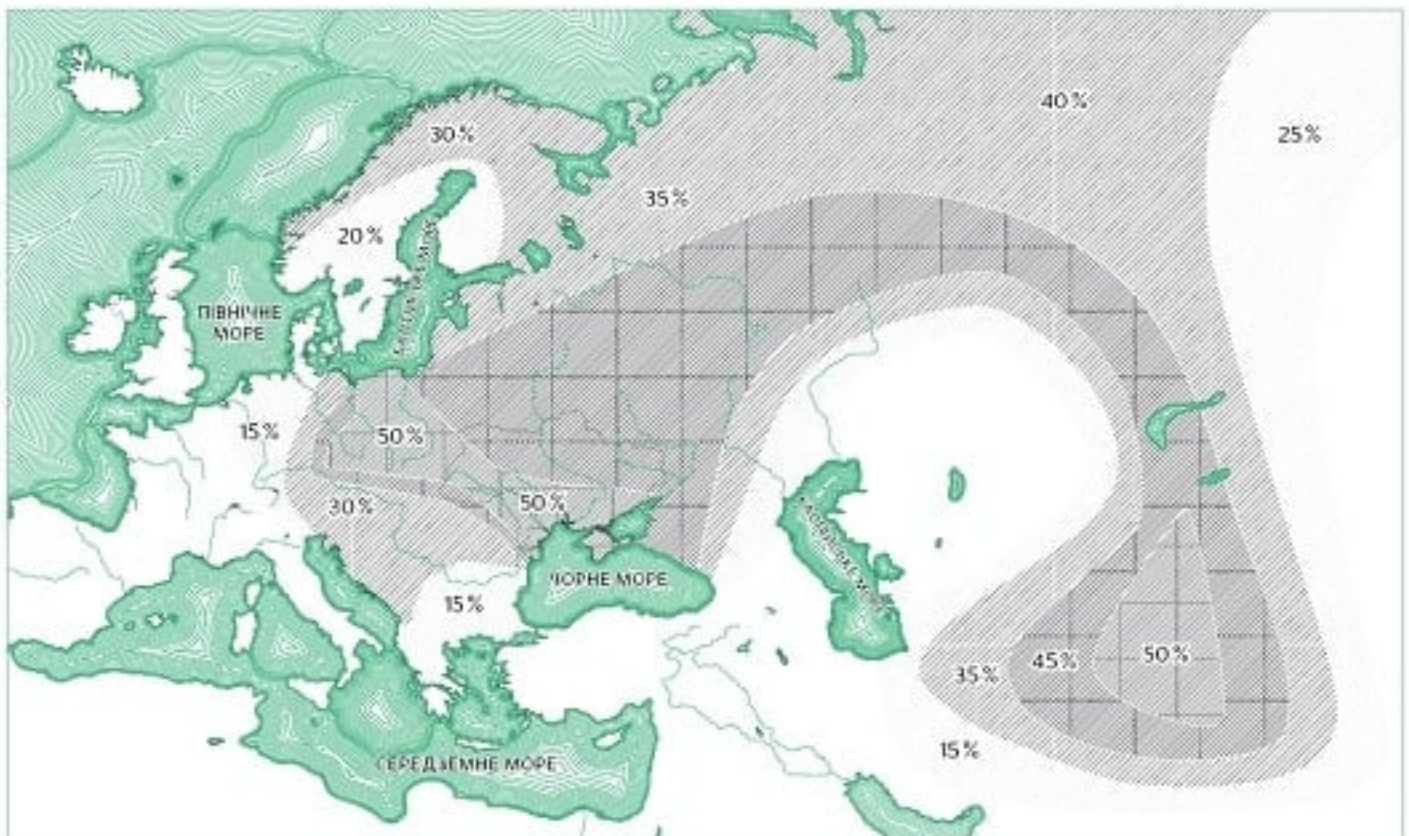 40 %
25 %
30 %
35 %
20 %
БАЛТІЙСЬКЕ МОРЕ
ПІВНІЧНЕ
МОРЕ
15 %
50 %
30 %
50 %
КАСПІЙСЬКЕ МОРЕ
ЧОРНЕ МОРЕ
15 %
35 %
45 %
50 %
15 %
СЕРЕДЗЕМНЕ МОРЕ